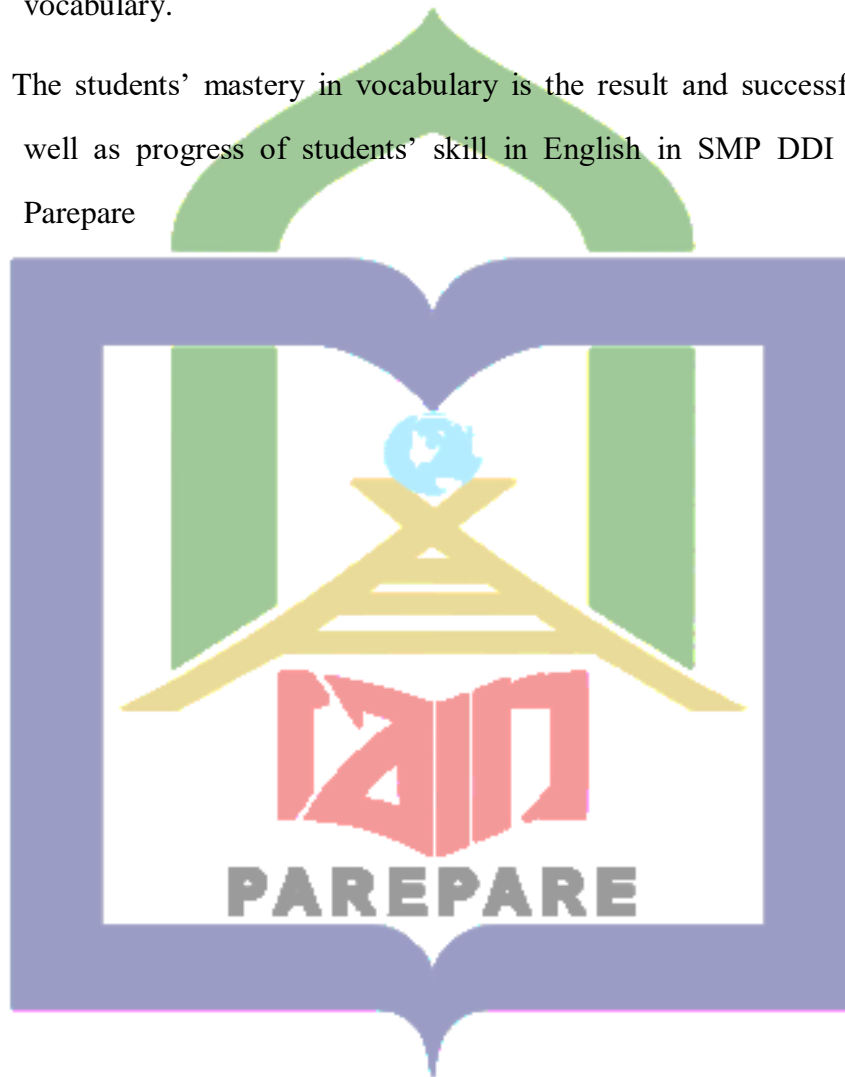 vocabulary.
The students’ mastery in vocabulary is the result and successf
well as progress of students’ skill in English in SMP DDI
Parepare
iain
PAREPARE